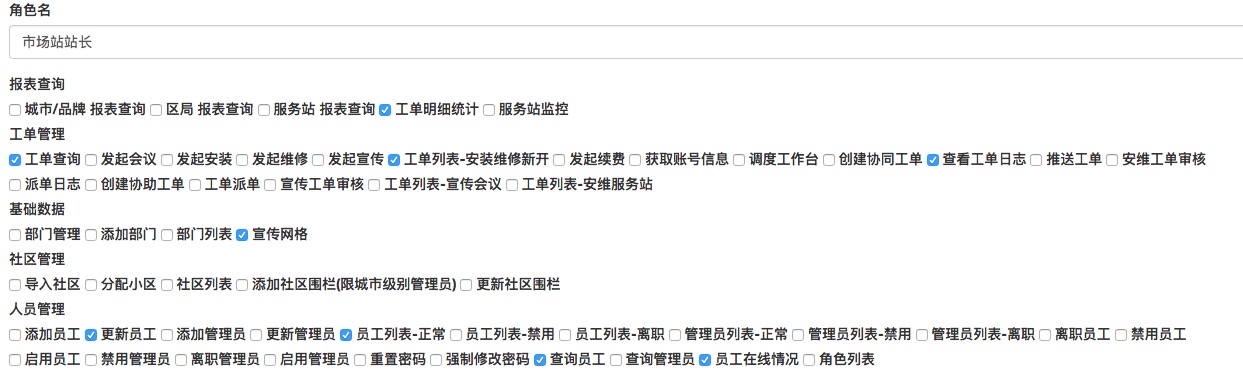 角色名
市场站站长
报表查询
城市/品牌 报表查询 区局 报表查询 服务站 报表查询 工单明细统计 服务站监控
工单管理
工单查询 发起会议 发起安装 发起维修 发起宣传 工单列表-安装维修新开 发起续费 获取账号信息 调度工作台 创建协同工单 查看工单日志 推送工单 安维工单审核
派单日志 创建协助工单 工单派单 宣传工单审核 工单列表-宣传会议 工单列表-安维服务站
基础数据
部门管理 添加部门 部门列表 宣传网格
社区管理
导入社区 分配小区 社区列表 添加社区围栏(限城市级别管理员) 更新社区围栏
人员管理
添加员工 更新员工 添加管理员 更新管理员 员工列表-正常 员工列表-禁用 员工列表-离职 管理员列表-正常 管理员列表-禁用 管理员列表-离职 离职员工 禁用员工
启用员工 禁用管理员 离职管理员 启用管理员 重置密码 强制修改密码 查询员工 查询管理员 员工在线情况 角色列表